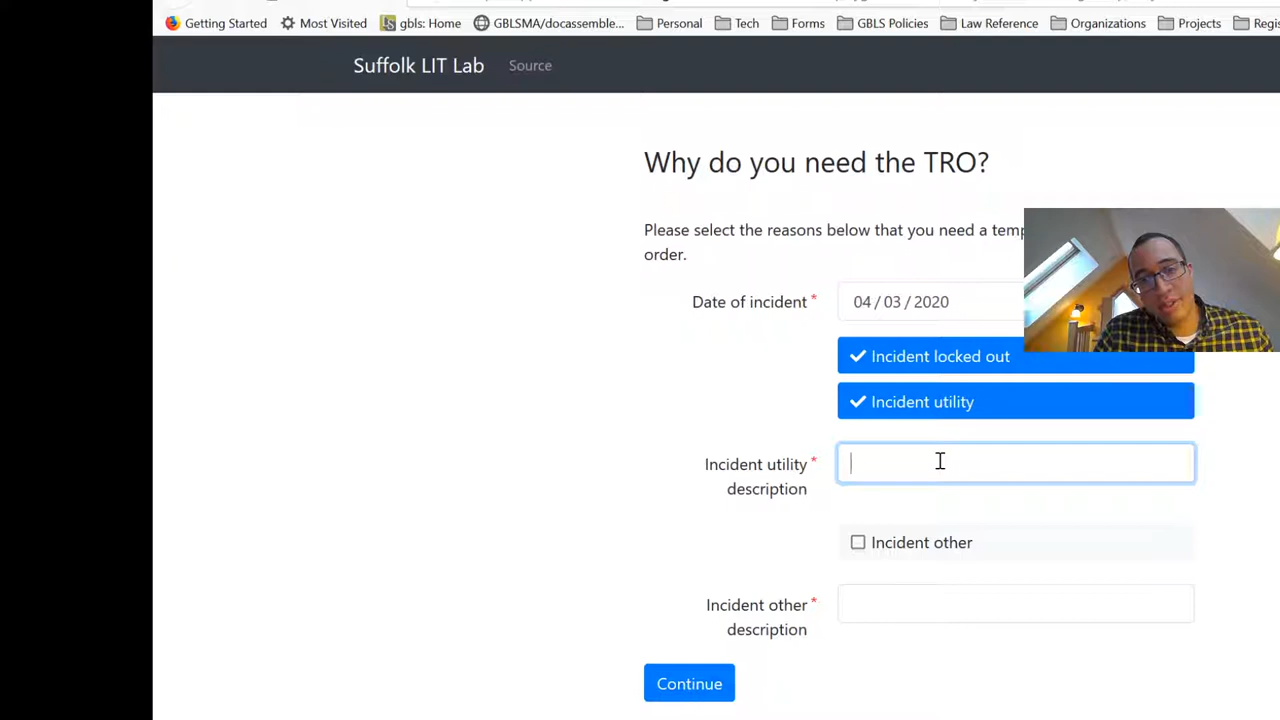 Getting Started Most Visited gbls: Home GBLSMA/docassemble... Personal Tech Forms GBLS Policies Law Reference Organizations Projects Regis
Suffolk LIT Lab Source
Why do you need the TRO?
Please select the reasons below that you need a temp
order.
Date of incident * 04 / 03 / 2020
Incident locked out
Incident utility
Incident utility *
description
Incident other
Incident other *
description
Continue